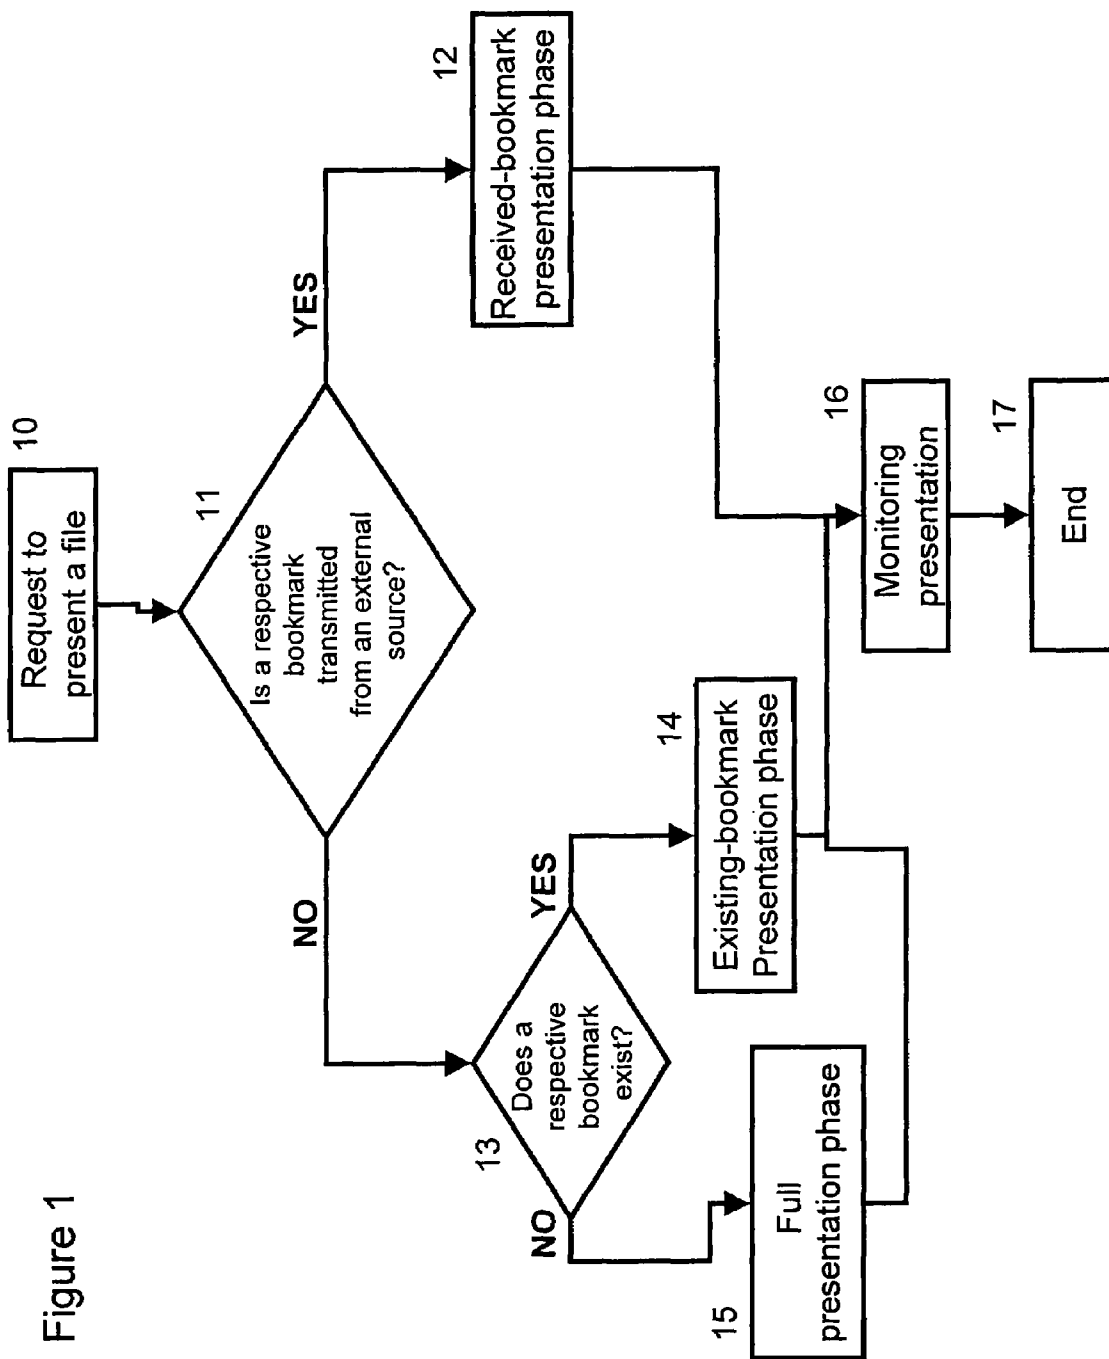 Figure 1
10
Request to
present a file
11
Is a respective
bookmark
transmitted
from an external
source?
NO
YES
12
Received-bookmark
presentation phase
13
Does a
respective
bookmark
exist?
NO
YES
14
Existing-bookmark
Presentation phase
15
Full
presentation phase
16
Monitoring
presentation
17
End